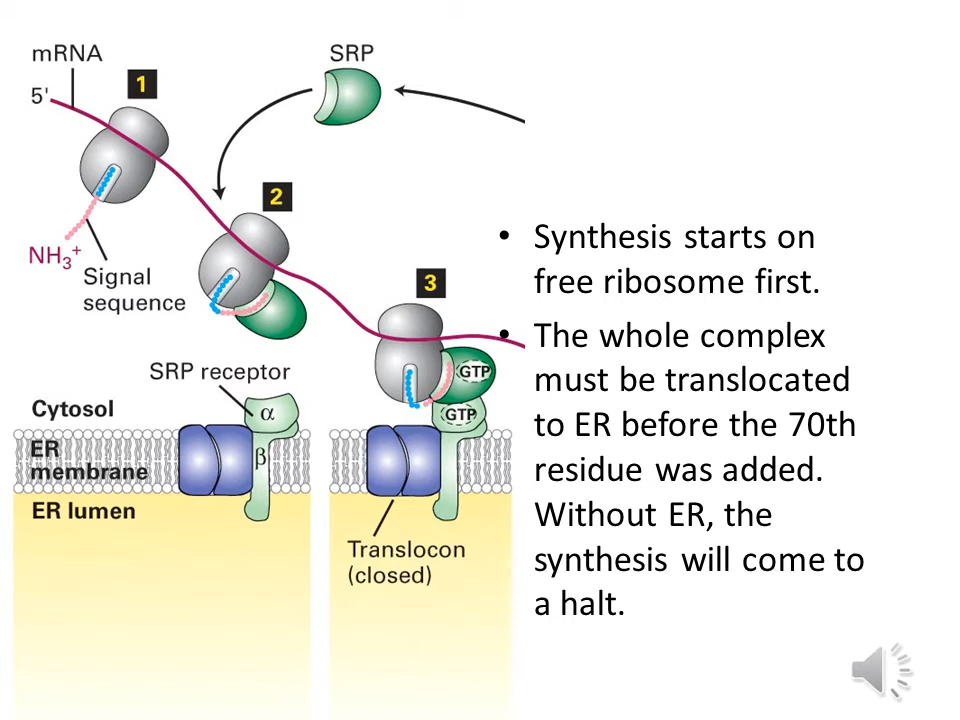 mRNA
SRP
1
5'
2
NH3+
Signal
sequence
3
SRP receptor
GTP
GTP
α
Cytosol
ER
membrane
β
ER lumen
Translocon
(closed)
• Synthesis starts on
free ribosome first.
• The whole complex
must be translocated
to ER before the 70th
residue was added.
Without ER, the
synthesis will come to
a halt.